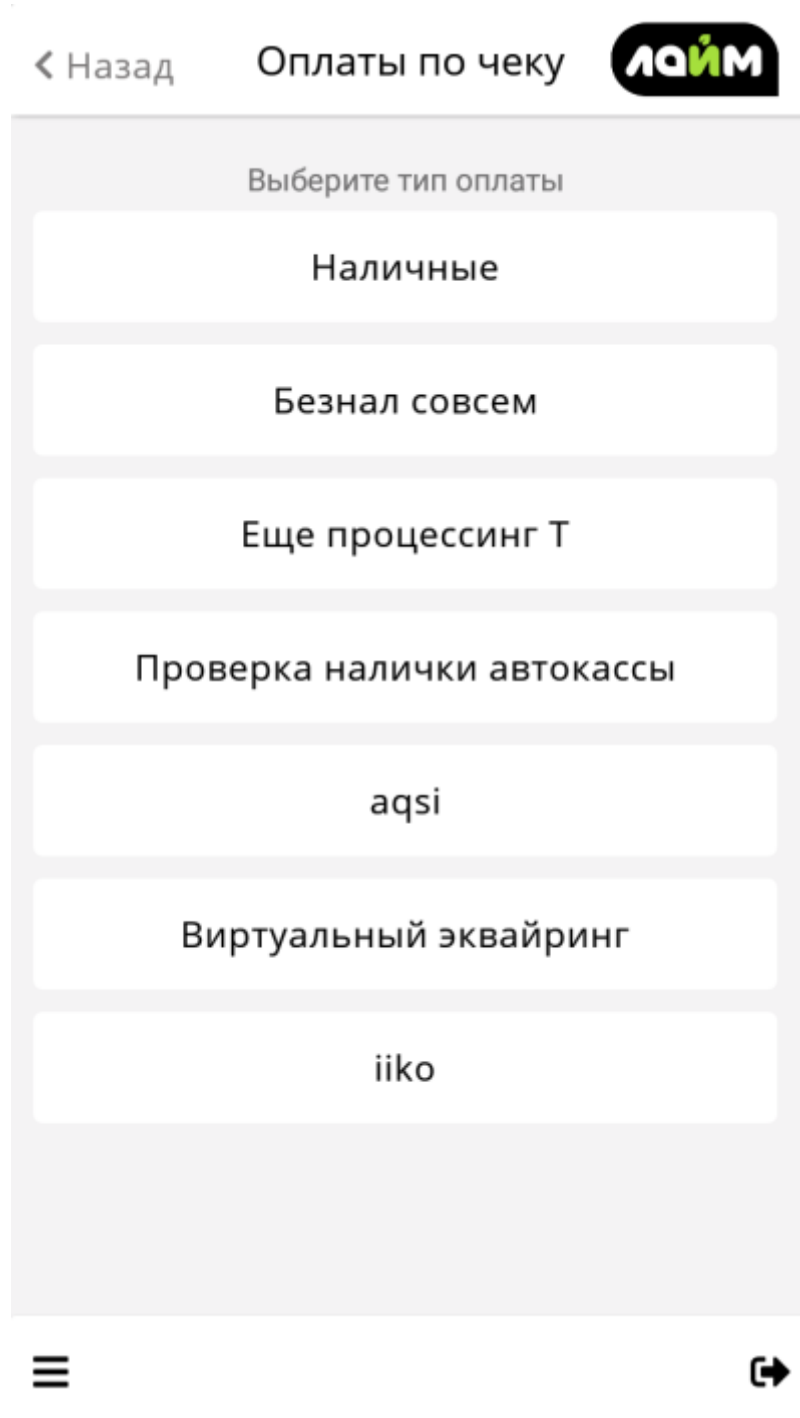 Назад
Оплаты по чеку
лайм
Выберите тип оплаты
Наличные
Безнал совсем
Еще процессинг Т
Проверка налички автокассы
aqsi
Виртуальный эквайринг
iiko